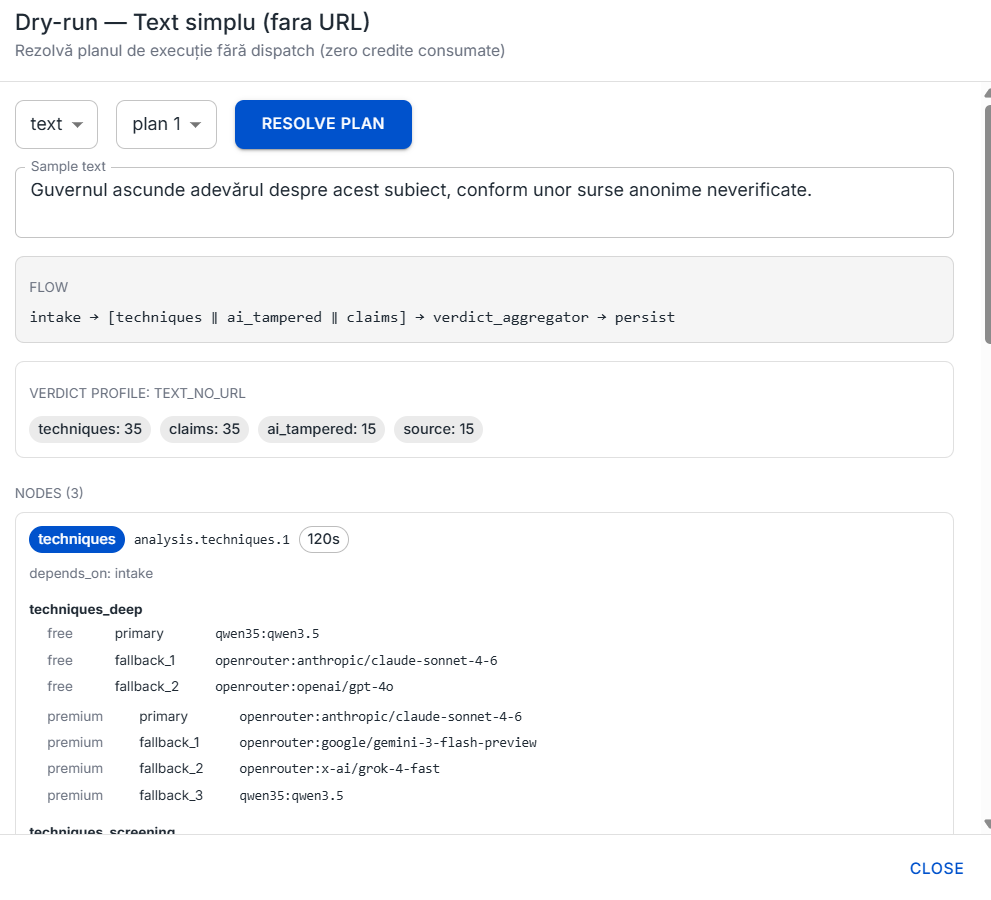 Dry-run — Text simplu (fara URL)
Rezolvă planul de execuție fără dispatch (zero credite consumate)
text plan 1 RESOLVE PLAN
Sample text
Guvernul ascunde adevărul despre acest subiect, conform unor surse anonime neverificate.
FLOW
intake → [techniques ∥ ai_tampered ∥ claims] → verdict_aggregator → persist
VERDICT PROFILE: TEXT_NO_URL
techniques: 35 claims: 35 ai_tampered: 15 source: 15
NODES (3)
techniques analysis.techniques.1 120s
depends_on: intake
techniques_deep
free primary qwen35:qwen3.5
free fallback_1 openrouter:anthropic/claude-sonnet-4-6
free fallback_2 openrouter:openai/gpt-4o
premium primary openrouter:anthropic/claude-sonnet-4-6
premium fallback_1 openrouter:google/gemini-3-flash-preview
premium fallback_2 openrouter:x-ai/grok-4-fast
premium fallback_3 qwen35:qwen3.5
techniques_screening
CLOSE